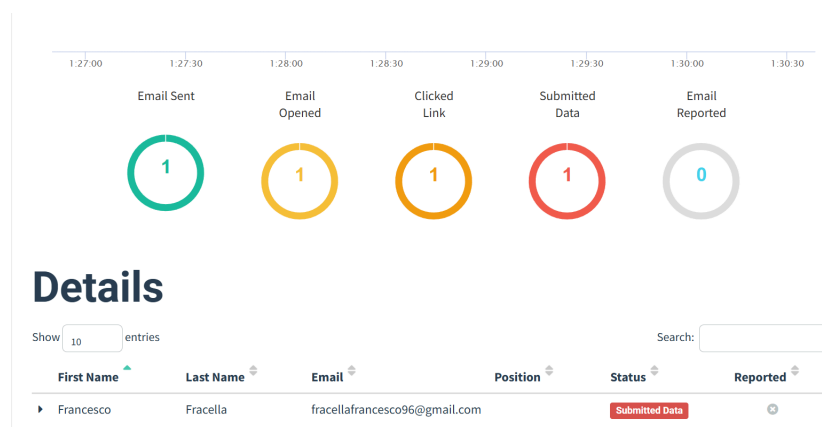 1:27:00 1:27:30 1:28:00 1:28:30 1:29:00 1:29:30 1:30:00 1:30:30
Email Sent
Email
Opened
Clicked
Link
Submitted
Data
Email
Reported
1 1 1 1 0
Details
Show 10 entries Search:
First Name Last Name Email Position Status Reported
Francesco Fracella fracellafrancesco96@gmail.com Submitted Data